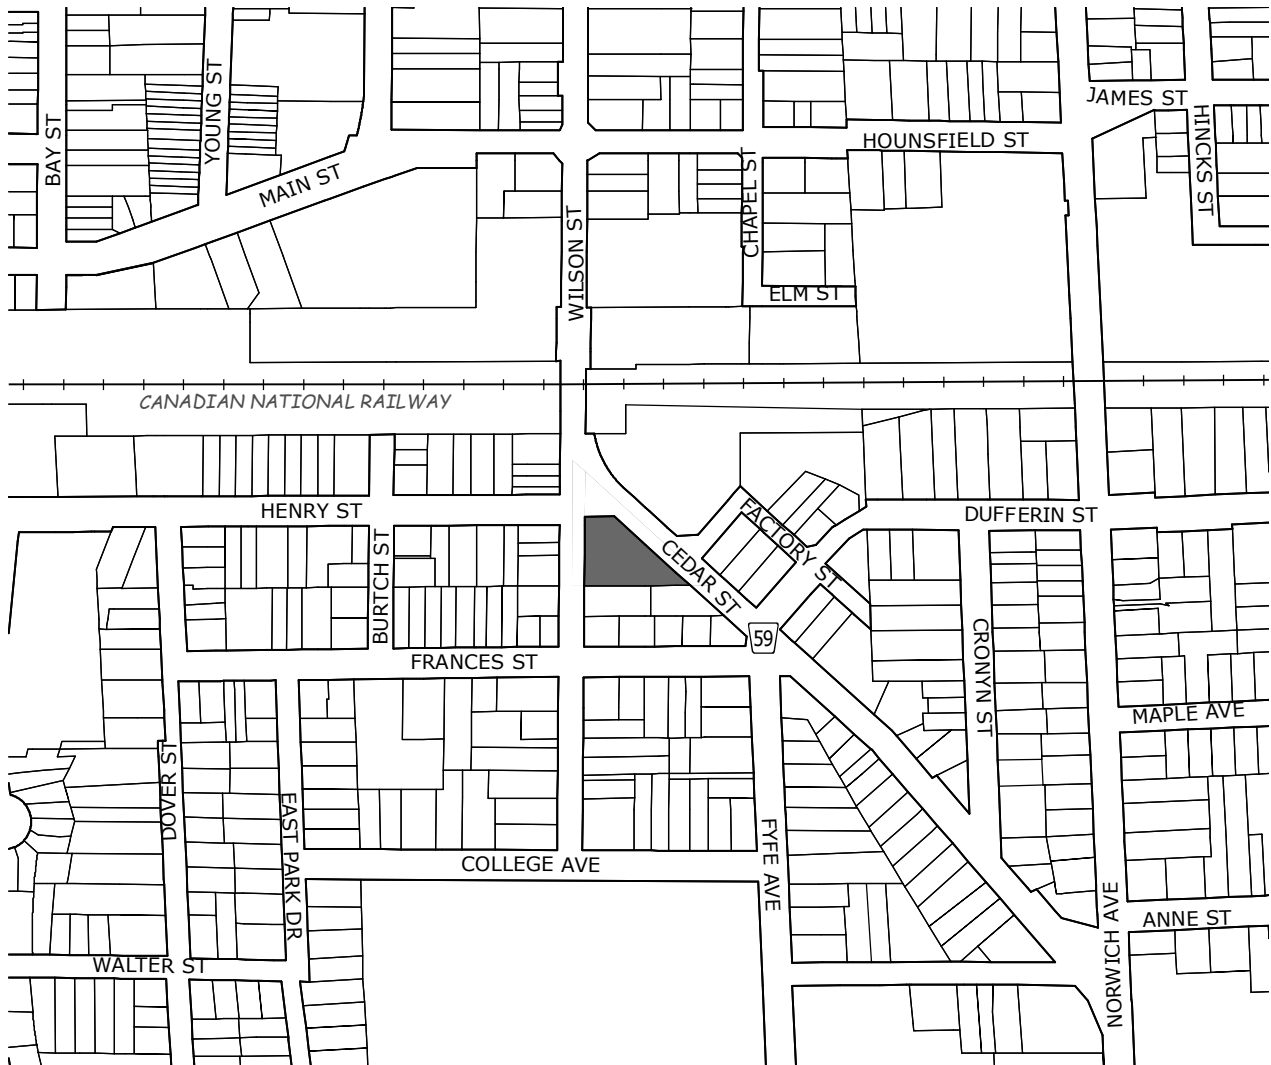 JAMES ST
YOUNG ST
BAY ST
HOUNSFIELD ST
HINCKS ST
MAIN ST
CHAPEL ST
WILSON ST
ELM ST
CANADIAN NATIONAL RAILWAY
HENRY ST
FACTORY ST
DUFFERIN ST
CEDAR ST
BURTCH ST
59
FRANCES ST
CRONYN ST
MAPLE AVE
DOVER ST
EAST PARK DR
COLLEGE AVE
FYFE AVE
NORWICH AVE
ANNE ST
WALTER ST